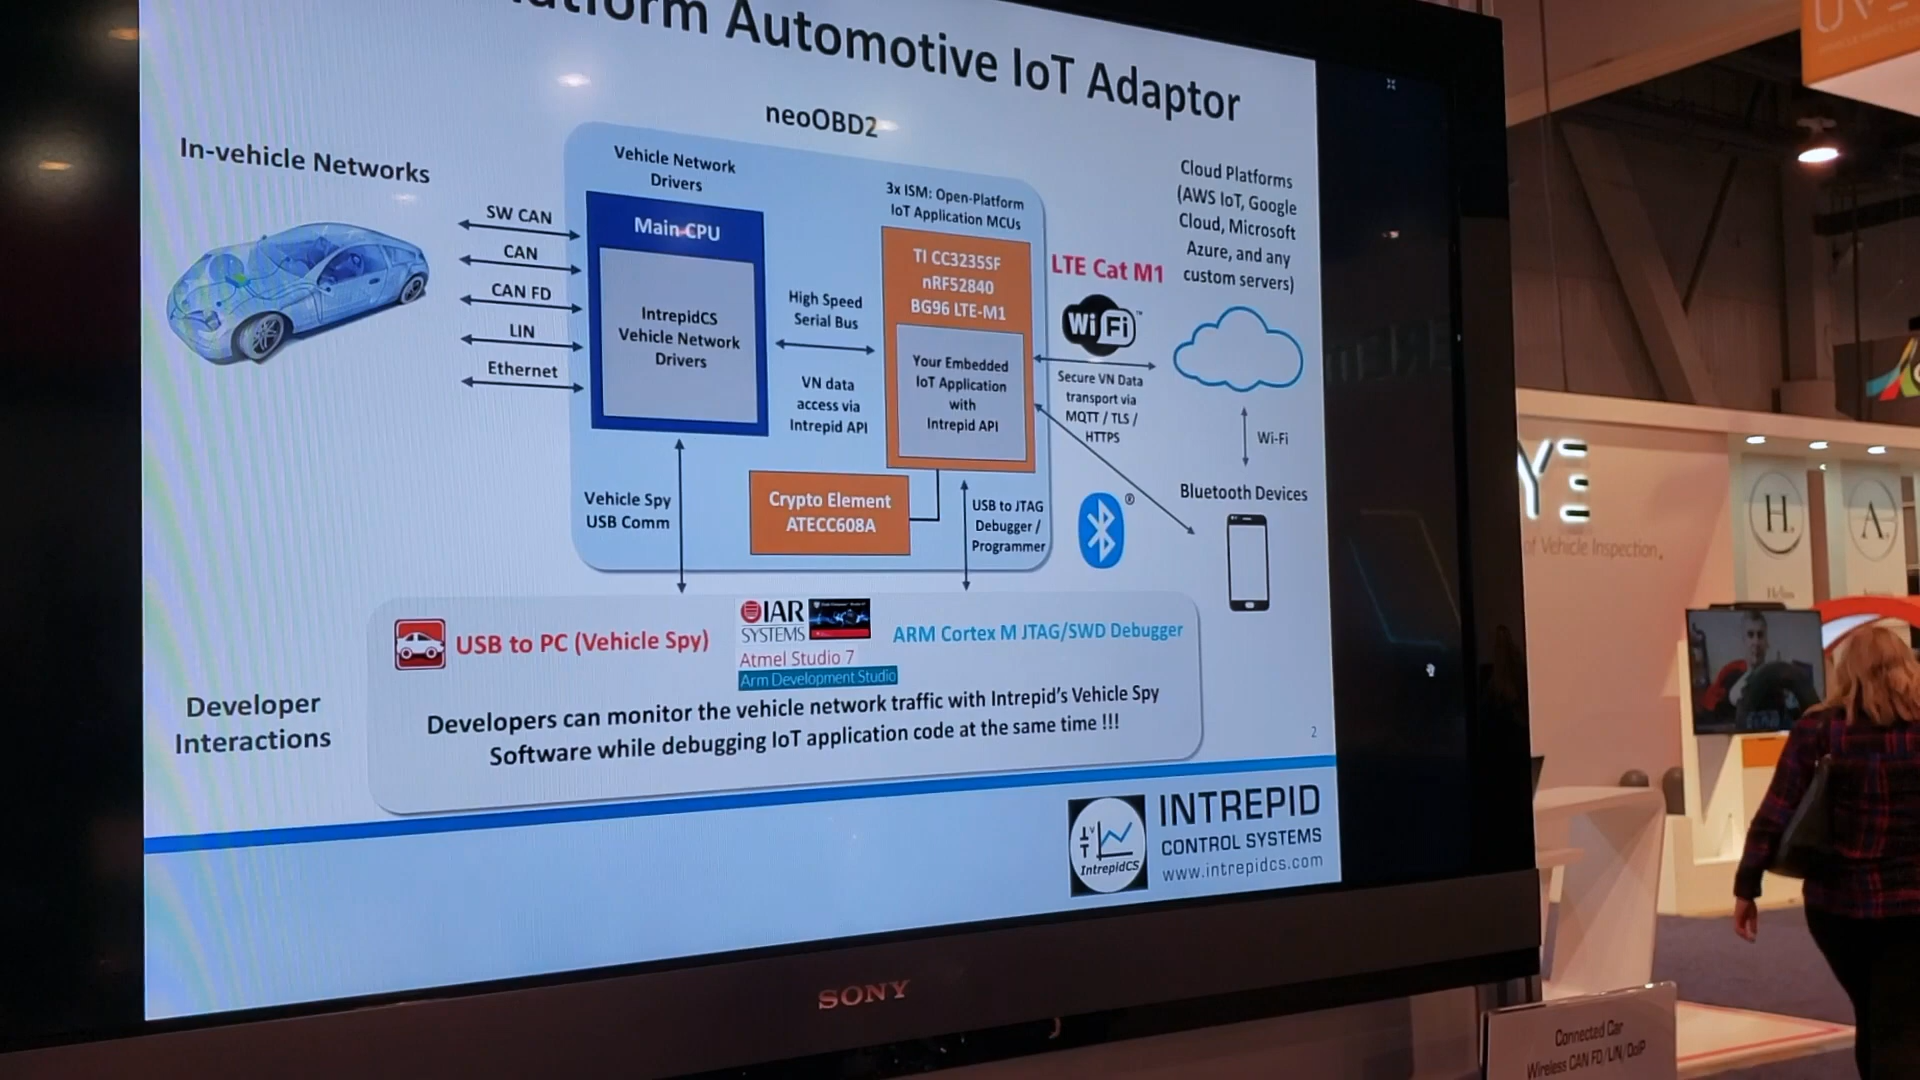 Automotive IoT Adaptor
neoOBD2
In-vehicle Networks
SW CAN
CAN
CAN FD
LIN
Ethernet
Vehicle Network
Drivers
Main CPU
IntrepidCS
Vehicle Network
Drivers
High Speed
Serial Bus
VN data
access via
Intrepid API
3x ISM: Open-Platform
IoT Application MCUs
TI CC3235SF
nRF52840
BG96 LTE-M1
Your Embedded
IoT Application
with
Intrepid API
Crypto Element
ATECC608A
Vehicle Spy
USB Comm
USB to JTAG
Debugger /
Programmer
LTE Cat M1
Wi Fi ™
Secure VN Data
transport via
MQTT / TLS /
HTTPS
Cloud Platforms
(AWS IoT, Google
Cloud, Microsoft
Azure, and any
custom servers)
Wi-Fi
Bluetooth Devices
®
USB to PC (Vehicle Spy)
IAR
SYSTEMS
Atmel Studio 7
Arm Development Studio
ARM Cortex M JTAG/SWD Debugger
Developer
Interactions
Developers can monitor the vehicle network traffic with Intrepid's Vehicle Spy
Software while debugging IoT application code at the same time !!!
2
IntrepidCS
INTREPID
CONTROL SYSTEMS
www.intrepidcs.com
SONY
of Vehicle Inspection.
H.
A.
Connected Car
Wireless CAN FD/LIN/DoIP